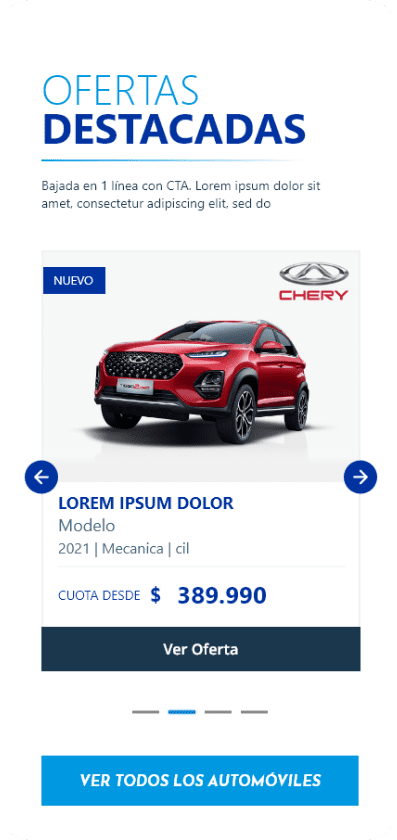 OFERTAS
DESTACADAS
Bajada en 1 línea con CTA. Lorem ipsum dolor sit
amet, consectetur adipiscing elit, sed do
NUEVO
CHERY
LOREM IPSUM DOLOR
Modelo
2021 | Mecanica | cil
CUOTA DESDE $ 389.990
Ver Oferta
VER TODOS LOS AUTOMÓVILES